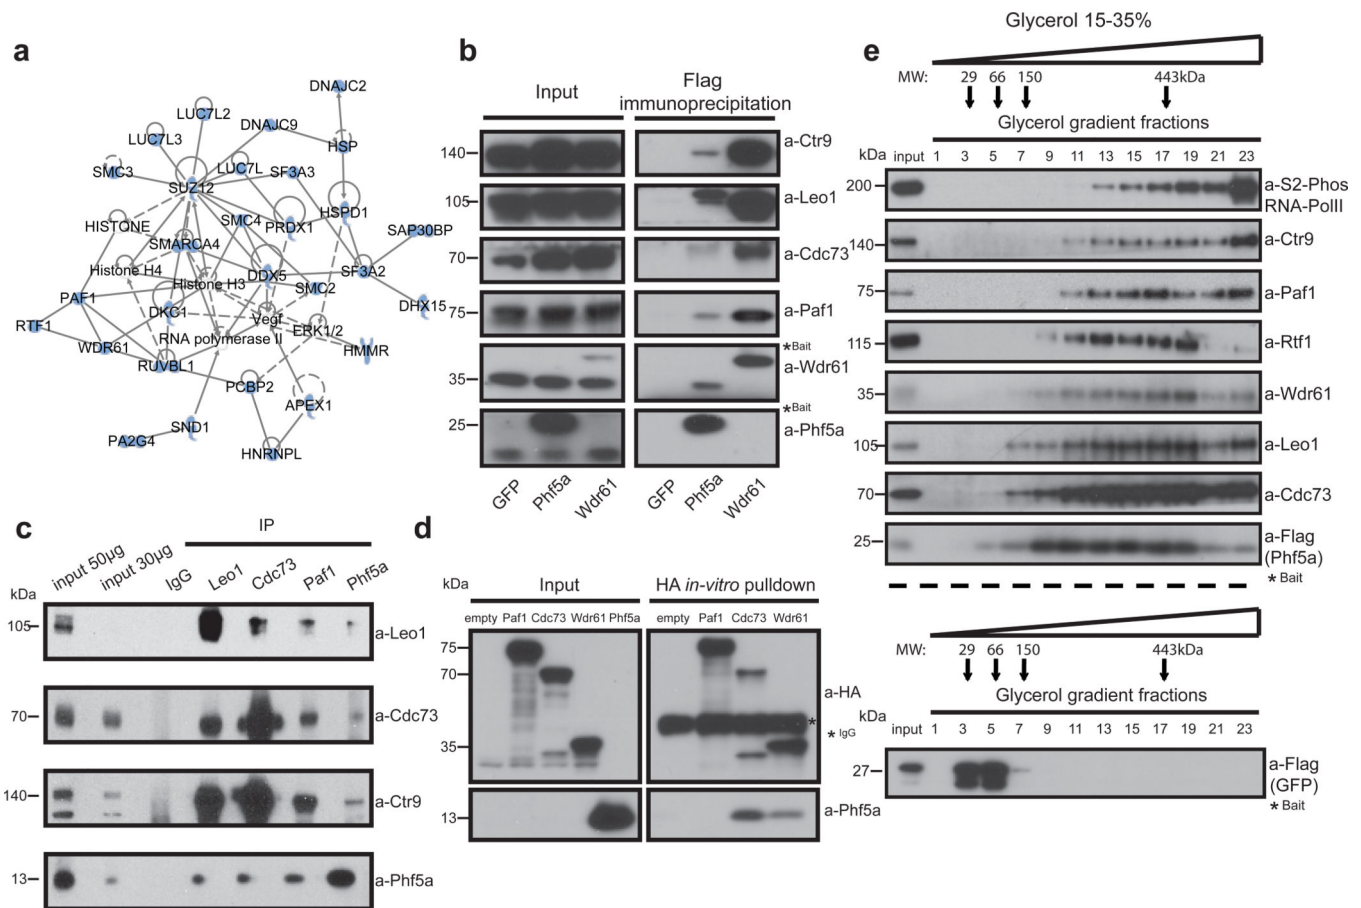 a
DNAJC2
LUC7L2
DNAJC9
LUC7L3
HSP
SMC3
LUC7L
SF3A3
SUZ12
HSPD1
HISTONE
SMC4
PRDX1
SAP30BP
SMARCA4
Histone H4
DDX5
SF3A2
Histone H3
SMC2
PAF1
DKC1
DHX15
Vegf
RTF1
ERK1/2
RNA polymerase II
WDR61
HMMR
RUVBL1
PCBP2
APEX1
SND1
PA2G4
HNRNPL
b
Input
Flag
immunoprecipitation
140
a-Ctr9
105
a-Leo1
70
a-Cdc73
75
a-Paf1
*Bait
a-Wdr61
35
*Bait
25
a-Phf5a
GFP Phf5a Wdr61 GFP Phf5a Wdr61
c
IP
input 50µg input 30µg IgG Leo1 Cdc73 Paf1 Phf5a
kDa
105
a-Leo1
70
a-Cdc73
140
a-Ctr9
13
a-Phf5a
d
kDa
Input
HA in-vitro pulldown
empty Paf1 Cdc73 Wdr61 Phf5a empty Paf1 Cdc73 Wdr61
75
70
a-HA
*
* IgG
35
13
a-Phf5a
e
Glycerol 15-35%
MW: 29 66 150 443kDa
Glycerol gradient fractions
kDa input 1 3 5 7 9 11 13 15 17 19 21 23
200
a-S2-Phos
RNA-PolII
140
a-Ctr9
75
a-Paf1
115
a-Rtf1
35
a-Wdr61
105
a-Leo1
70
a-Cdc73
25
a-Flag
(Phf5a)
* Bait
MW: 29 66 150 443kDa
Glycerol gradient fractions
kDa
input 1 3 5 7 9 11 13 15 17 19 21 23
27
a-Flag
(GFP)
* Bait